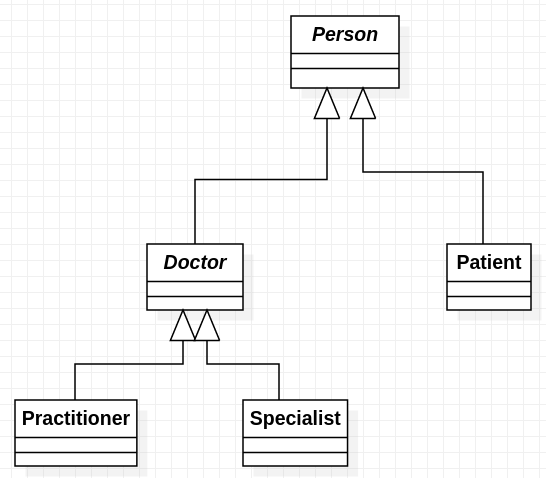 Person
Doctor
Patient
Practitioner
Specialist